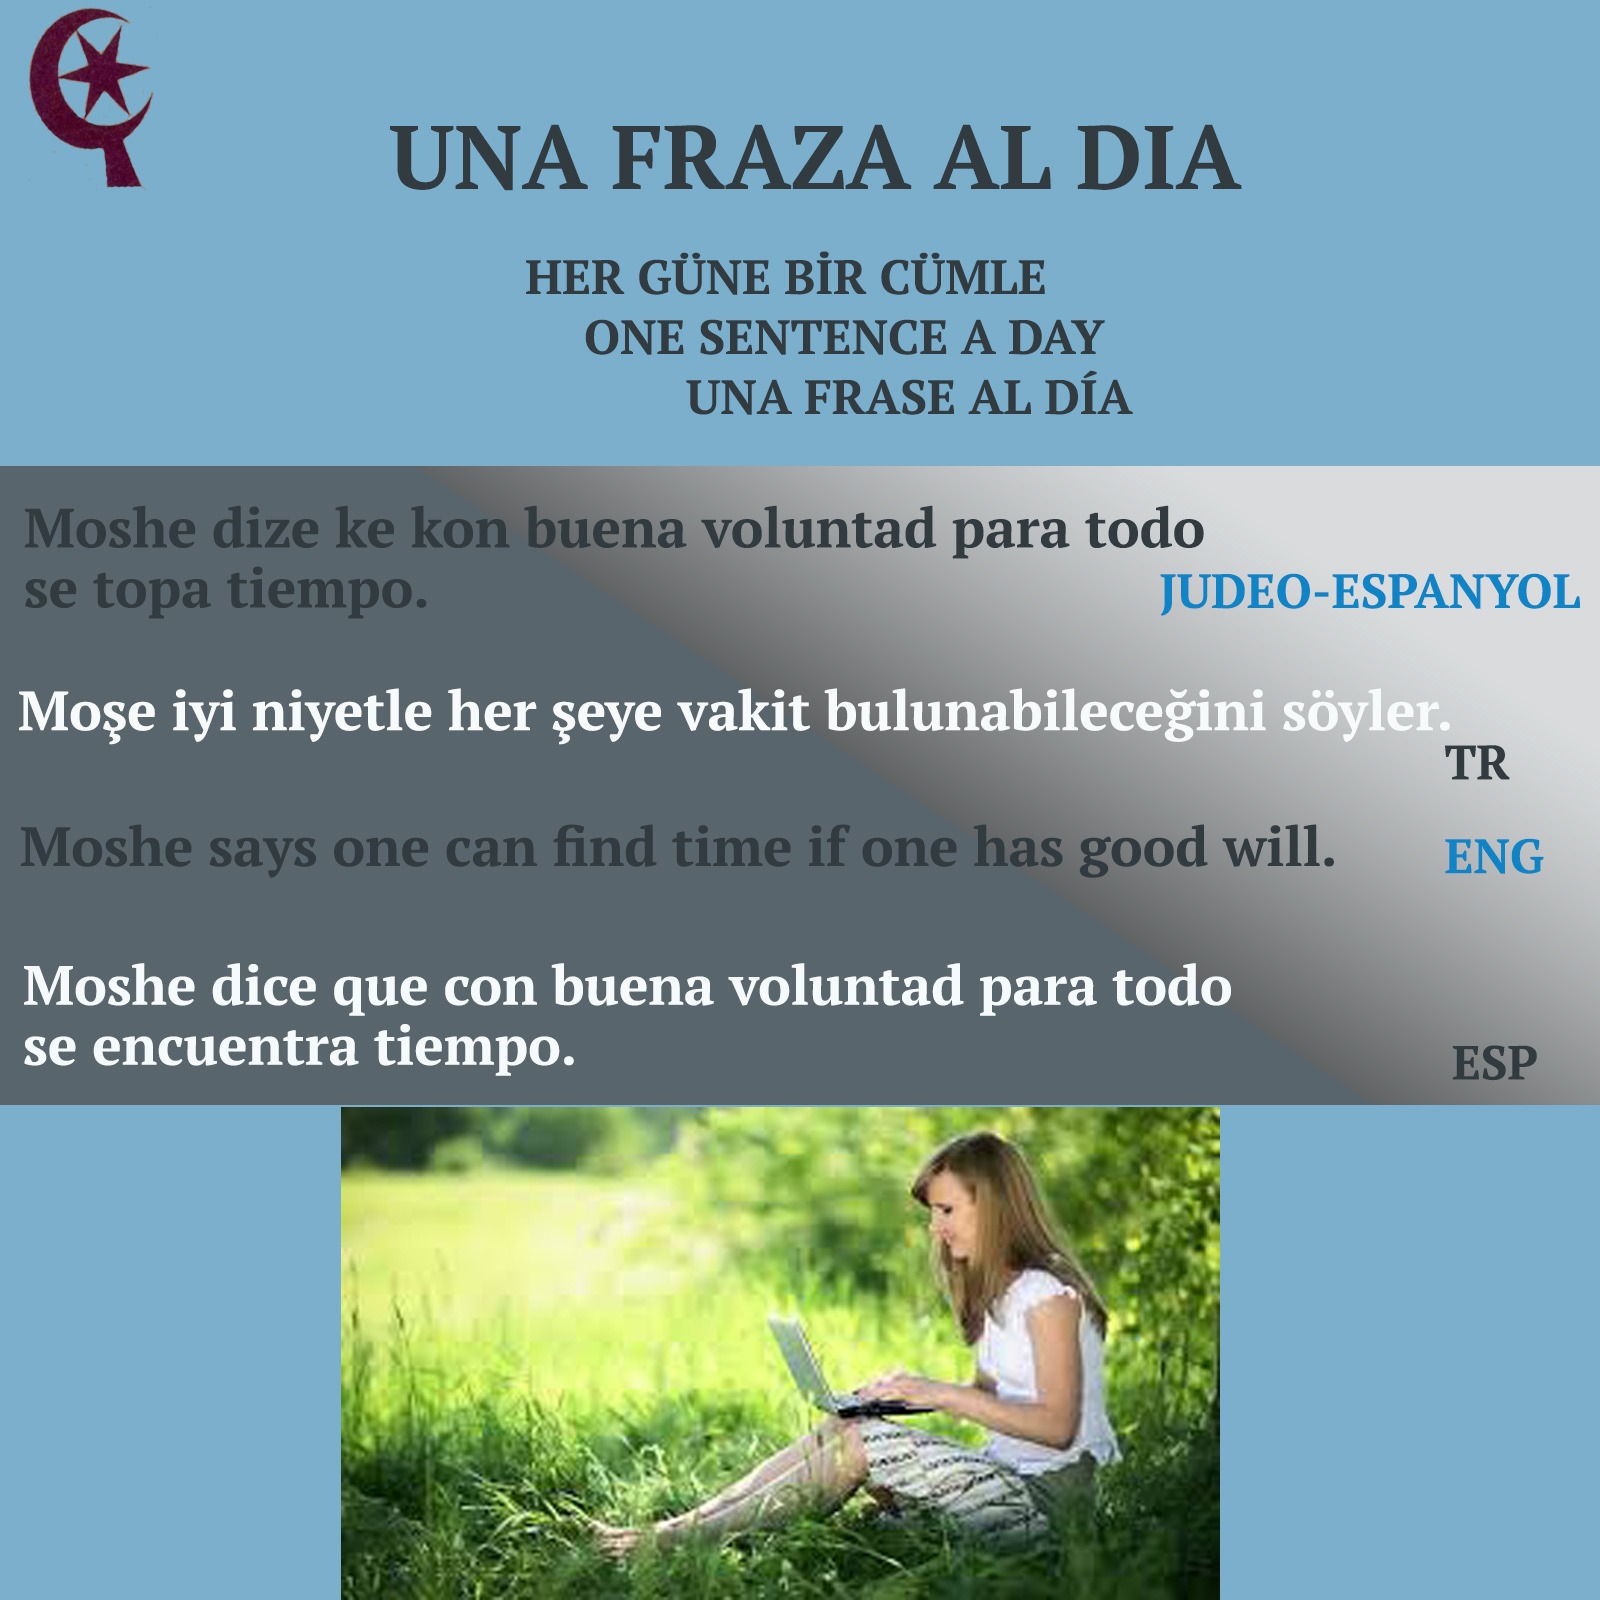 UNA FRAZA AL DIA
HER GÜNE BİR CÜMLE
ONE SENTENCE A DAY
UNA FRASE AL DÍA
Moshe dize ke kon buena voluntad para todo
se topa tiempo.
JUDEO-ESPANYOL
Moşe iyi niyetle her şeye vakit bulunabileceğini söyler.
TR
Moshe says one can find time if one has good will.
ENG
Moshe dice que con buena voluntad para todo
se encuentra tiempo.
ESP